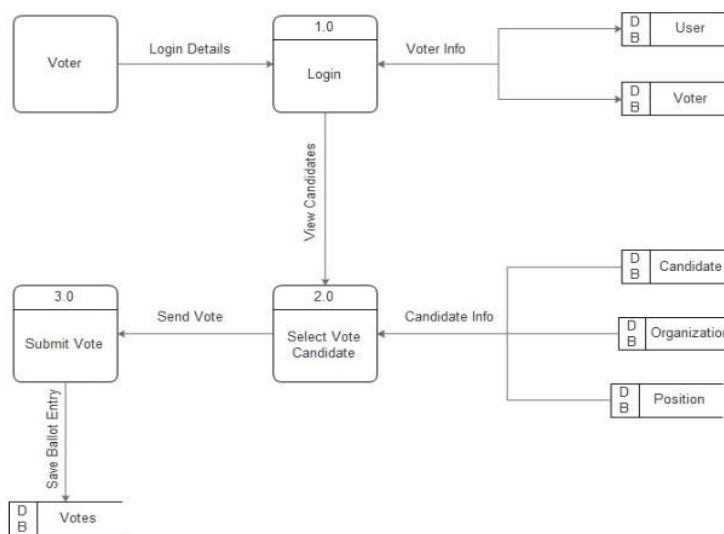 Voter
Login Details
1.0
Login
Voter Info
D
B
User
D
B
Voter
View Candidates
D
B
Candidate
D
B
Organization
D
B
Position
Candidate Info
2.0
Select Vote
Candidate
Send Vote
3.0
Submit Vote
Save Ballot Entry
D
B
Votes